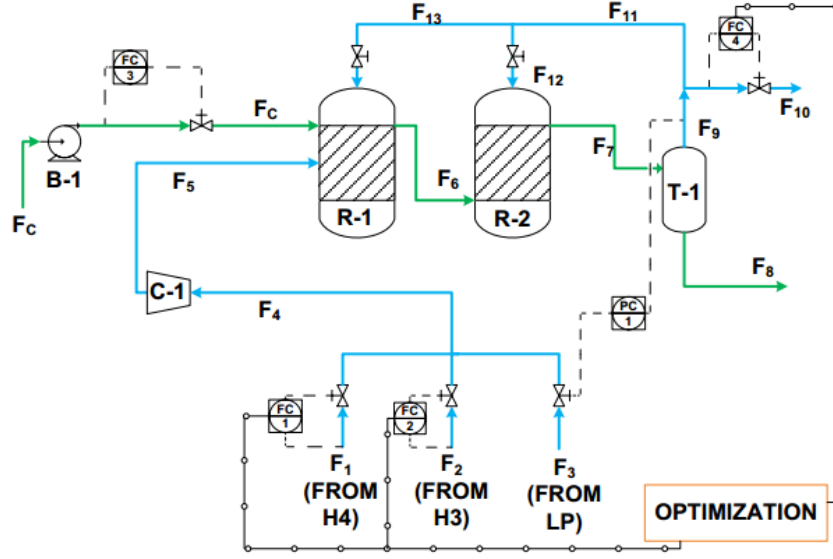 F13
F11
FC
4
FC
3
F12
F10
FC
F9
F7
B-1
F5
F6
T-1
R-1
R-2
FC
F8
C-1
F4
PC
1
FC
1
FC
2
F1
(FROM
H4)
F2
(FROM
H3)
F3
(FROM
LP)
OPTIMIZATION